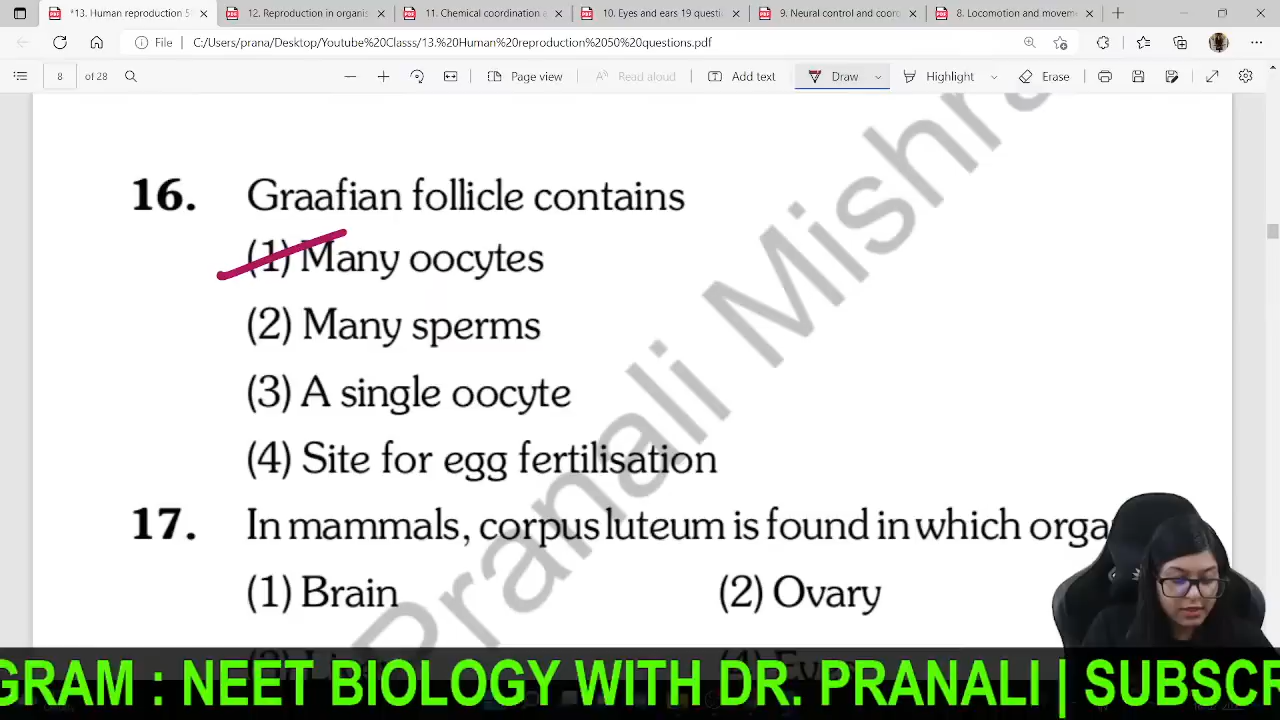 *13. Human reproduction 5
12. Reproduction in organis
11. Chemical coordination a
10. Eyes and ears 19 questi
9. Neural control and coor
8. Locomotion and movem
File
C:/Users/prana/Desktop/Youtube%20Classs/13.%20Human%20reproduction%2050%20questions.pdf
8 of 28
Page view
Read aloud
Add text
Draw
Highlight
Erase
16. Graafian follicle contains
(1) Many oocytes
(2) Many sperms
(3) A single oocyte
(4) Site for egg fertilisation
17. In mammals, corpus luteum is found in which orga
(1) Brain (2) Ovary
Pranali Mishra
GRAM : NEET BIOLOGY WITH DR. PRANALI | SUBSCR